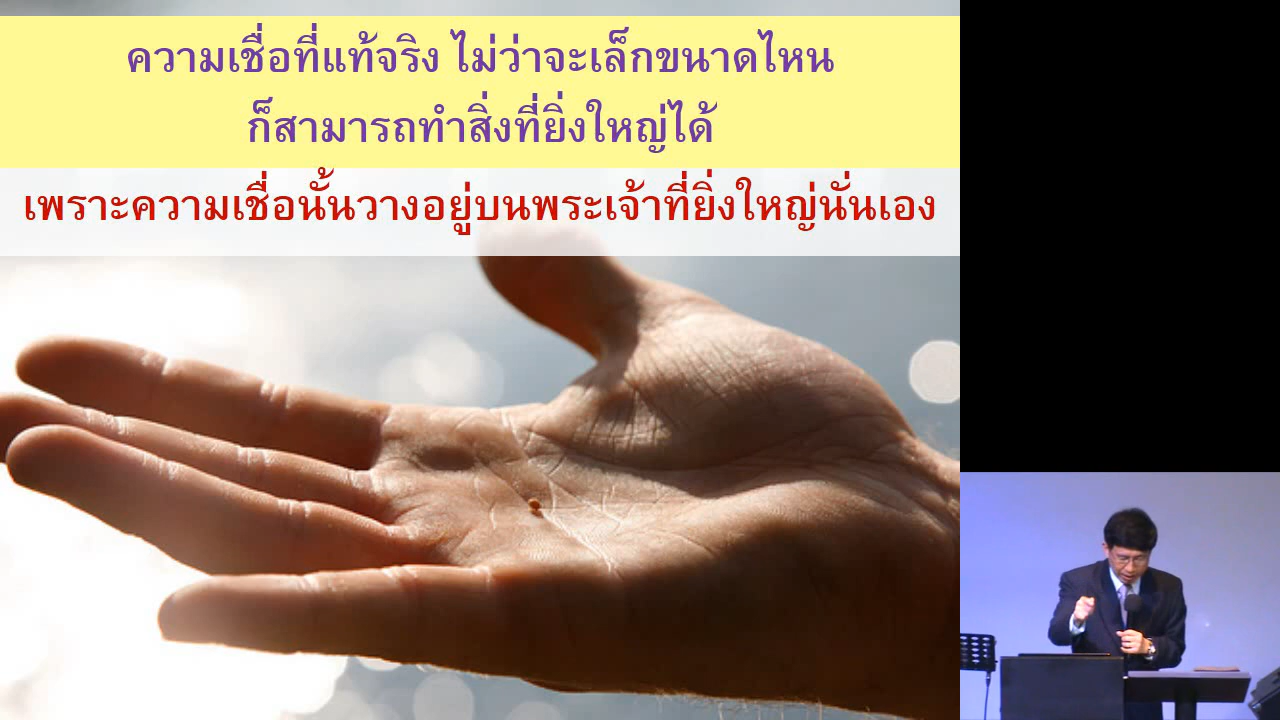 ความเชื่อที่แท้จริง ไม่ว่าจะเล็กขนาดไหน
ก็สามารถทำสิ่งที่ยิ่งใหญ่ได้
เพราะความเชื่อนั้นวางอยู่บนพระเจ้าที่ยิ่งใหญ่นั่นเอง